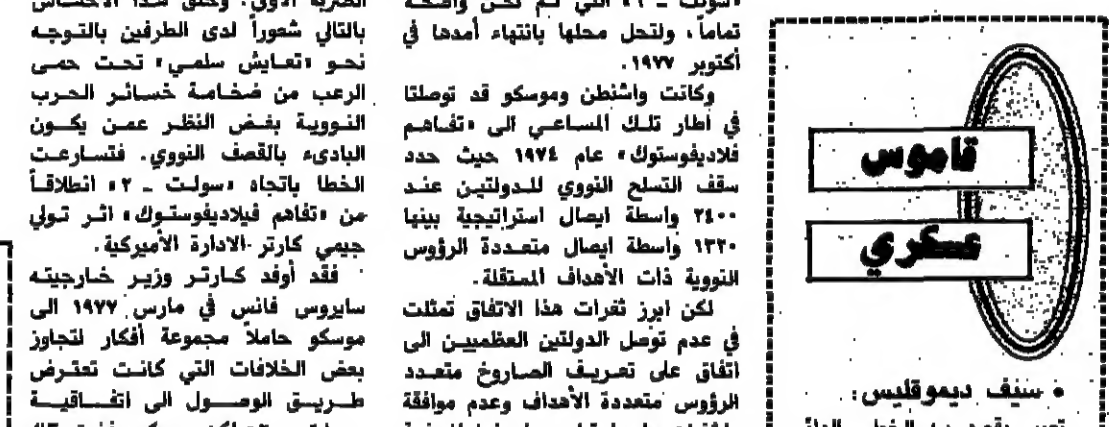 قاموس
عسكري
• سيف ديموقليس:
«سولت - ١» التي لم تكن واضحة
تماماً، ولتحل محلها بانتهاء أمدها في
أكتوبر ١٩٧٧.
وكانت واشنطن وموسكو قد توصلتا
في اطار تلك المساعي الى «تفاهم
فلاديفوستوك» عام ١٩٧٤ حيث حدد
سقف التسلح النووي للدولتين عند
٢٤٠٠ واسطة ايصال استراتيجية بينها
١٣٢٠ واسطة ايصال متعددة الرؤوس
النووية ذات الأهداف المستقلة.
لكن ابرز ثغرات هذا الاتفاق تمثلت
في عدم توصل الدولتين العظميين الى
اتفاق على تعريف الصاروخ متعدد
الرؤوس متعددة الأهداف وعدم موافقة
الضربة الأولى. وخلق هذا الاحساس
بالتالي شعوراً لدى الطرفين بالتوجه
نحو «تعايش سلمي» تحت حمى
الرعب من ضخامة خسائر الحرب
النووية بغض النظر عمن يكون
البادىء بالقصف النووي. فتسارعت
الخطا باتجاه «سولت - ٢» انطلاقاً
من «تفاهم فيلاديفوستوك» اثر تولي
جيمي كارتر الادارة الأميركية.
فقد أوفد كارتر وزير خارجيته
سايروس فانس في مارس ١٩٧٧ الى
موسكو حاملاً مجموعة أفكار لتجاوز
بعض الخلافات التي كانت تعترض
طريق الوصول الى اتفاقية